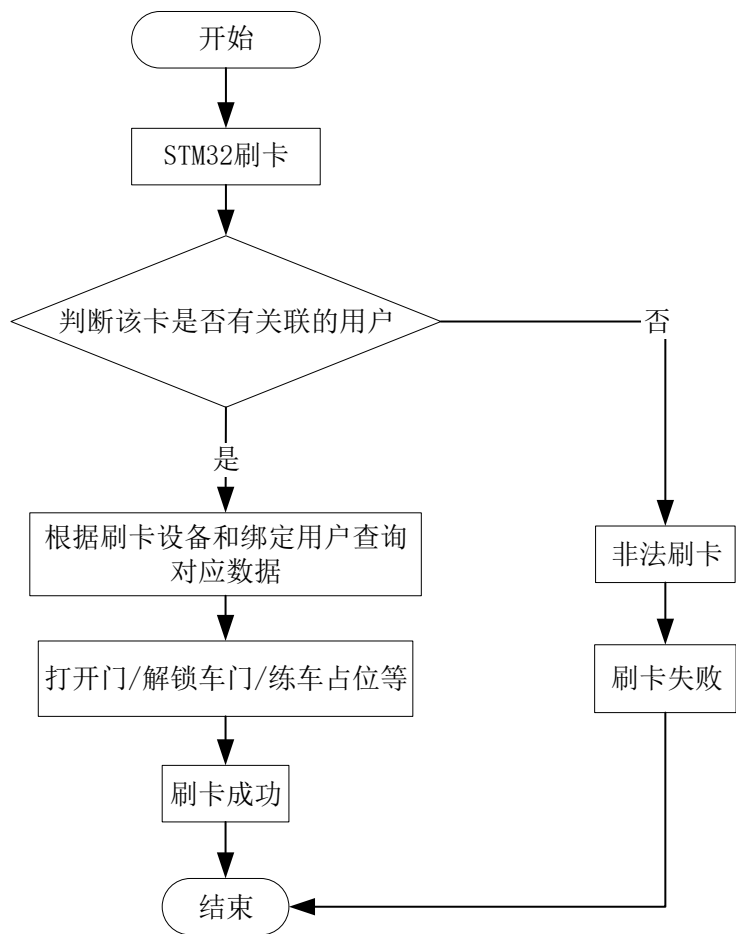 开始
STM32刷卡
判断该卡是否有关联的用户
否
是
根据刷卡设备和绑定用户查询
对应数据
非法刷卡
打开门/解锁车门/练车占位等
刷卡失败
刷卡成功
结束